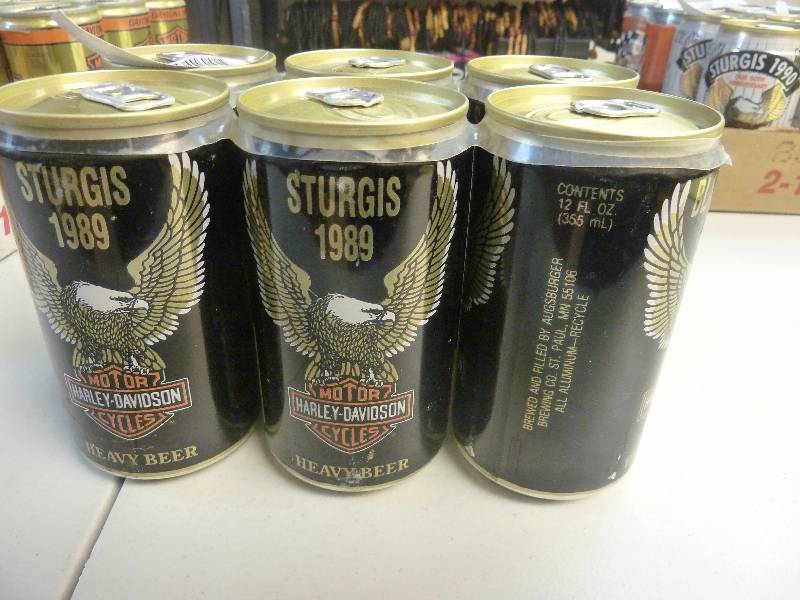 STURGIS
1989
MOTOR
HARLEY-DAVIDSON
CYCLES
HEAVY BEER
STURGIS
1989
MOTOR
HARLEY-DAVIDSON
CYCLES
HEAVY BEER
CONTENTS
12 FL OZ.
(355 mL)
BREWED AND FILLED BY AUGSBURGER
BREWING CO. ST. PAUL, MN 55106
ALL ALUMINUM—RECYCLE
STURGIS 1990